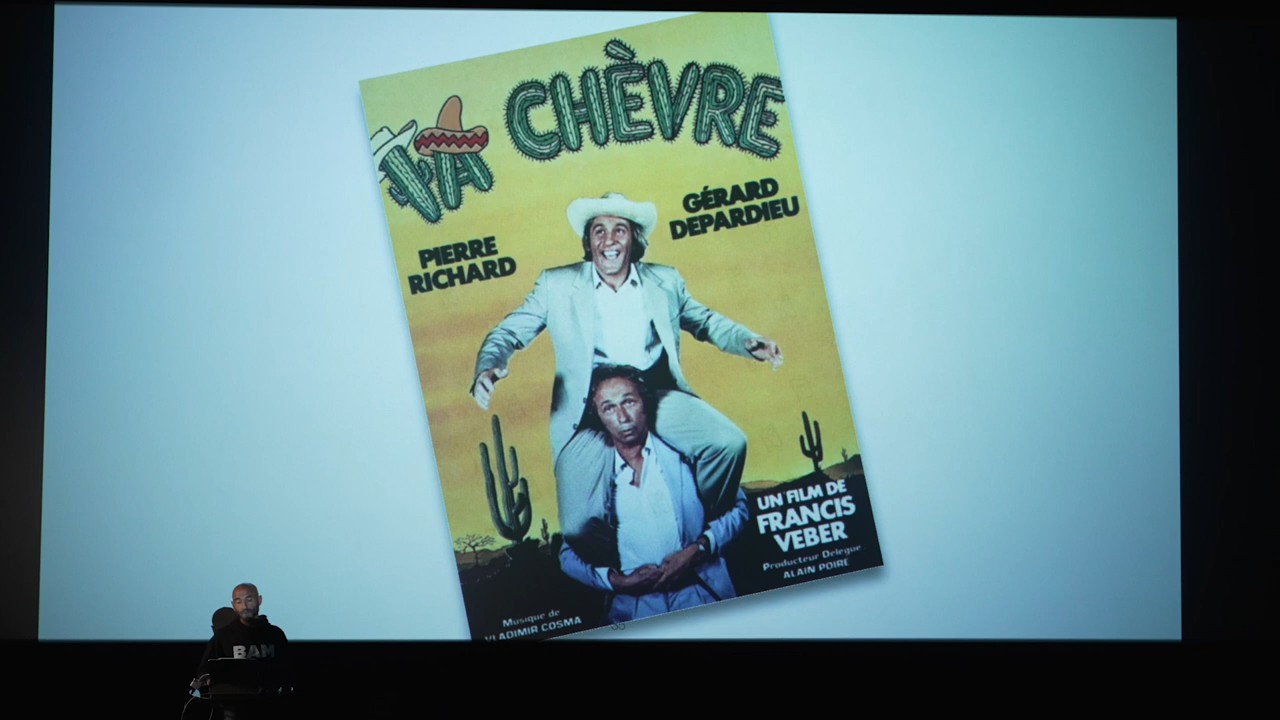 LA CHÈVRE
PIERRE
RICHARD
GÉRARD
DEPARDIEU
UN FILM DE
FRANCIS
VEBER
Producteur Delegue
ALAIN POIRE
Musique de
VLADIMIR COSMA
BAM